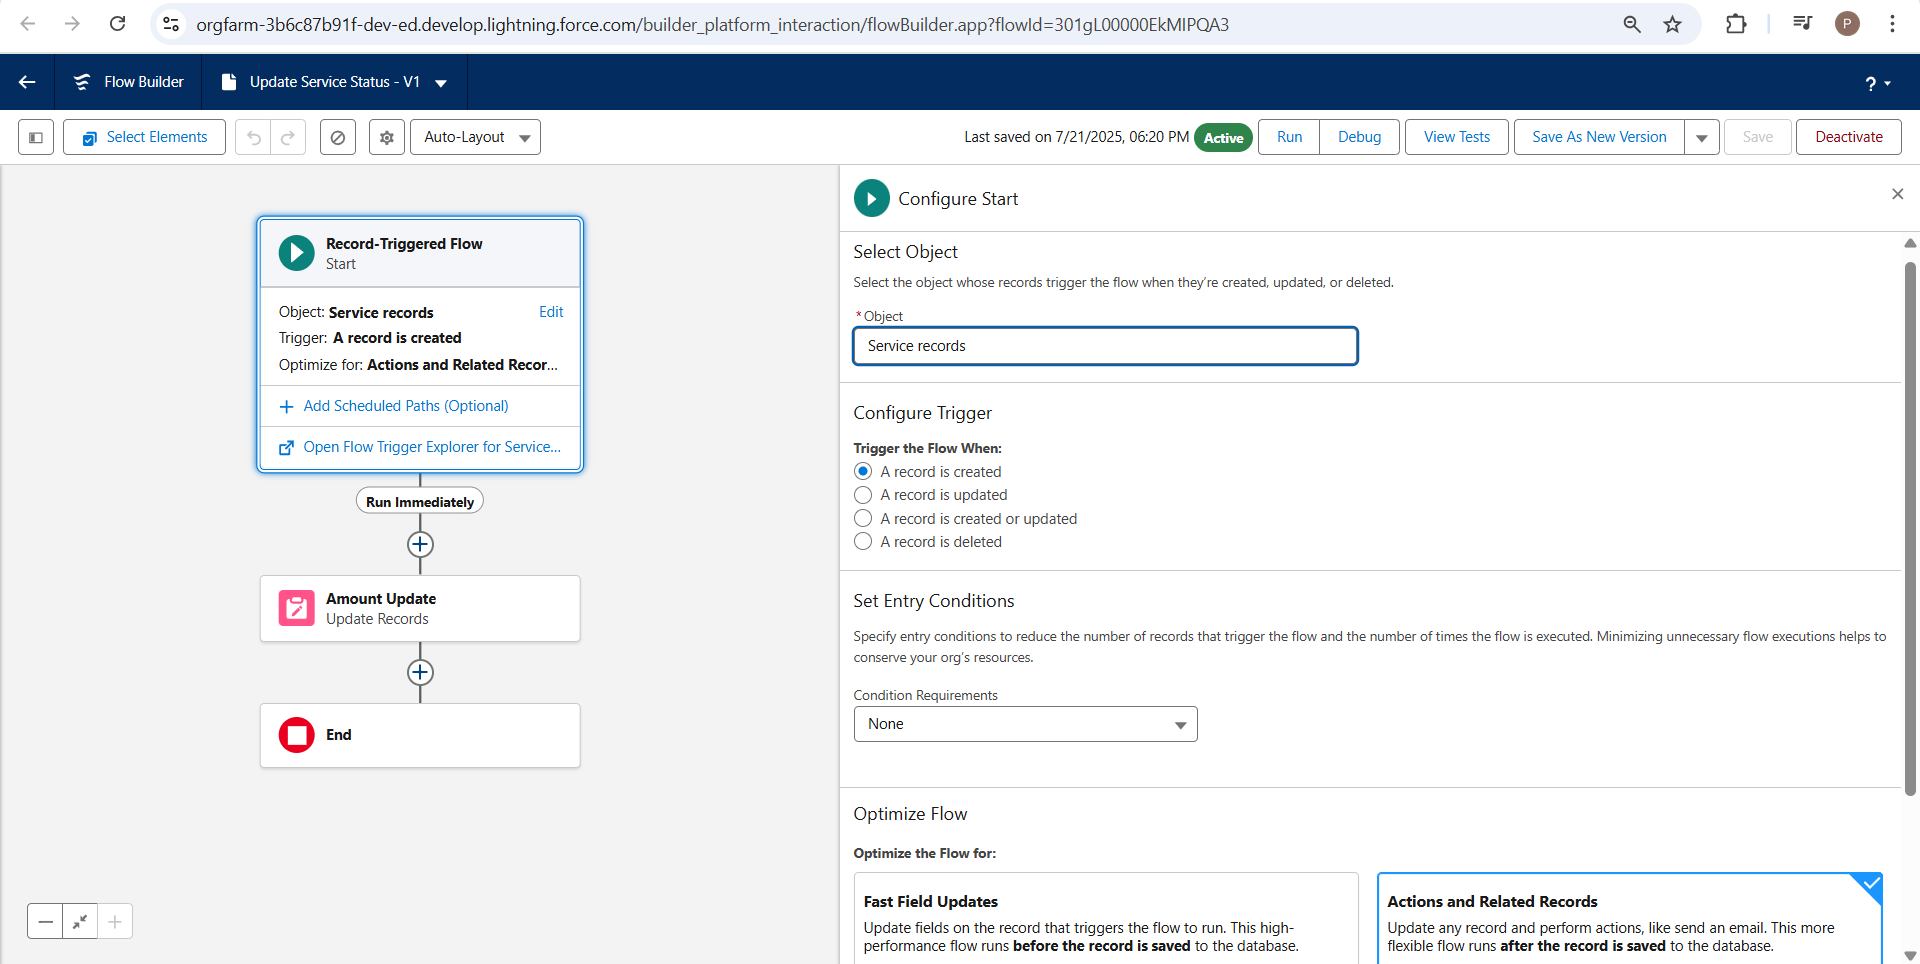 orgfarm-3b6c87b91f-dev-ed.develop.lightning.force.com/builder_platform_interaction/flowBuilder.app?flowId=301gL00000EkMIPQA3
P
Flow Builder
Update Service Status - V1
?
Select Elements
Auto-Layout
Last saved on 7/21/2025, 06:20 PM
Active
Run
Debug
View Tests
Save As New Version
Save
Deactivate
Record-Triggered Flow
Start
Object: Service records
Edit
Trigger: A record is created
Optimize for: Actions and Related Recor...
Add Scheduled Paths (Optional)
Open Flow Trigger Explorer for Service...
Run Immediately
Amount Update
Update Records
End
Configure Start
Select Object
Select the object whose records trigger the flow when they're created, updated, or deleted.
* Object
Service records
Configure Trigger
Trigger the Flow When:
A record is created
A record is updated
A record is created or updated
A record is deleted
Set Entry Conditions
Specify entry conditions to reduce the number of records that trigger the flow and the number of times the flow is executed. Minimizing unnecessary flow executions helps to
conserve your org's resources.
Condition Requirements
None
Optimize Flow
Optimize the Flow for:
Fast Field Updates
Update fields on the record that triggers the flow to run. This high-
performance flow runs before the record is saved to the database.
Actions and Related Records
Update any record and perform actions, like send an email. This more
flexible flow runs after the record is saved to the database.